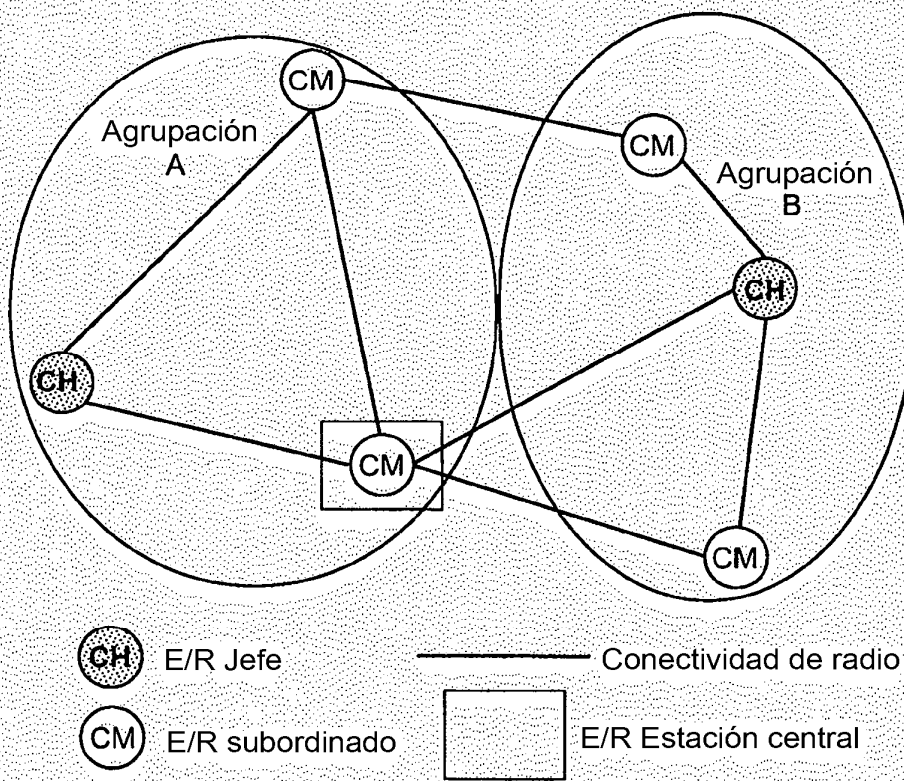 CM
Agrupación
A
CM
Agrupación
B
CH
CH
CM
CM
CH E/R Jefe
Conectividad de radio
CM E/R subordinado
E/R Estación central